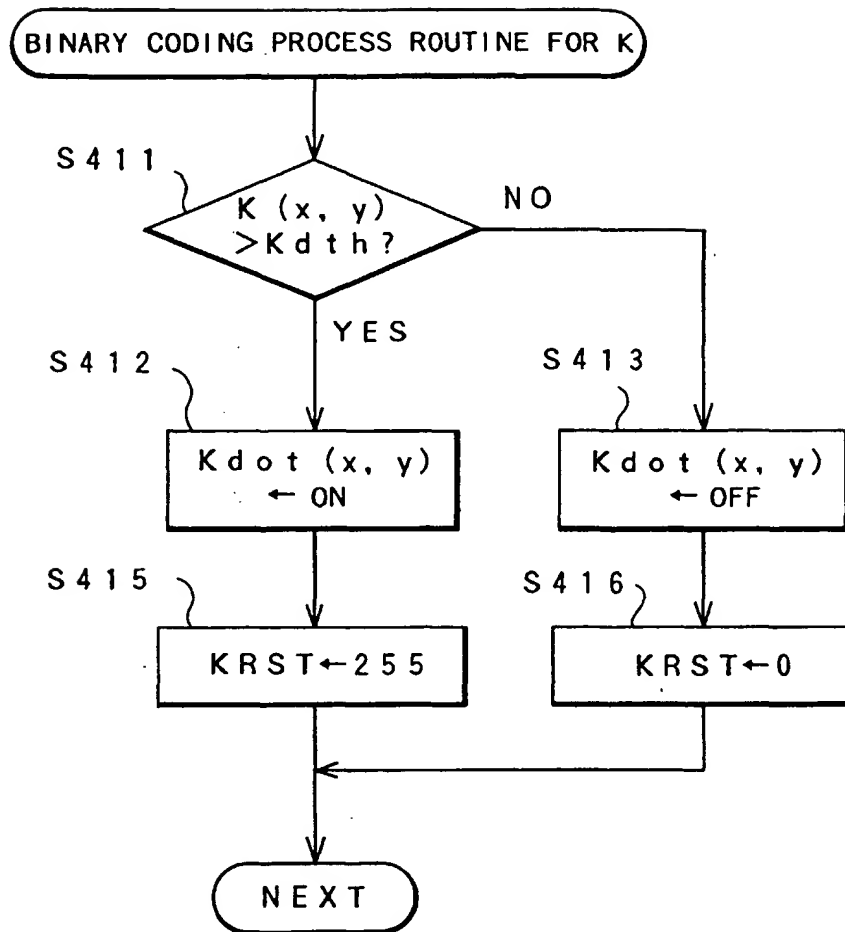 BINARY CODING PROCESS ROUTINE FOR K
S411
K (x, y)
>Kdth?
NO
YES
S412
Kdot (x, y)
← ON
S413
Kdot (x, y)
← OFF
S415
KRST←255
S416
KRST←0
NEXT